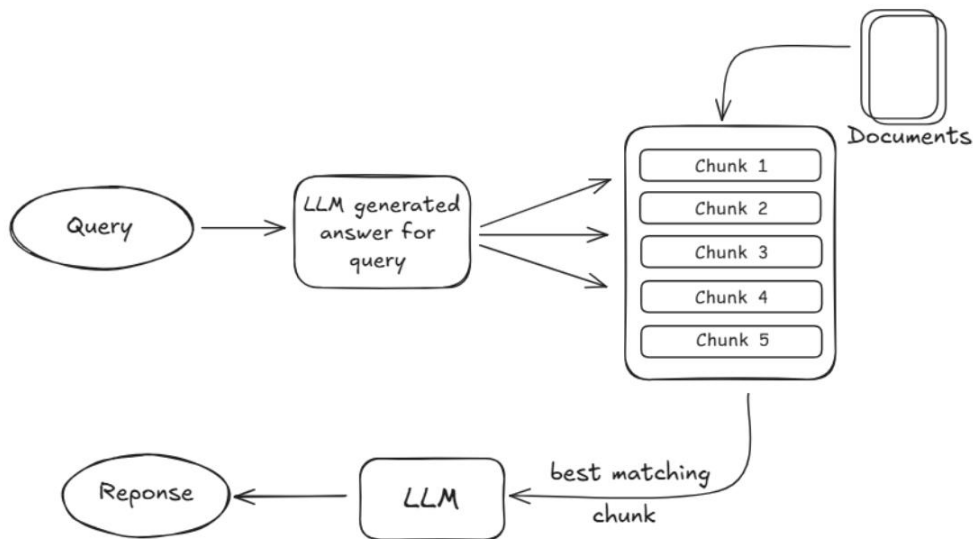 Documents
Chunk 1
Chunk 2
Chunk 3
Chunk 4
Chunk 5
Query
LLM generated
answer for
query
best matching
chunk
LLM
Reponse